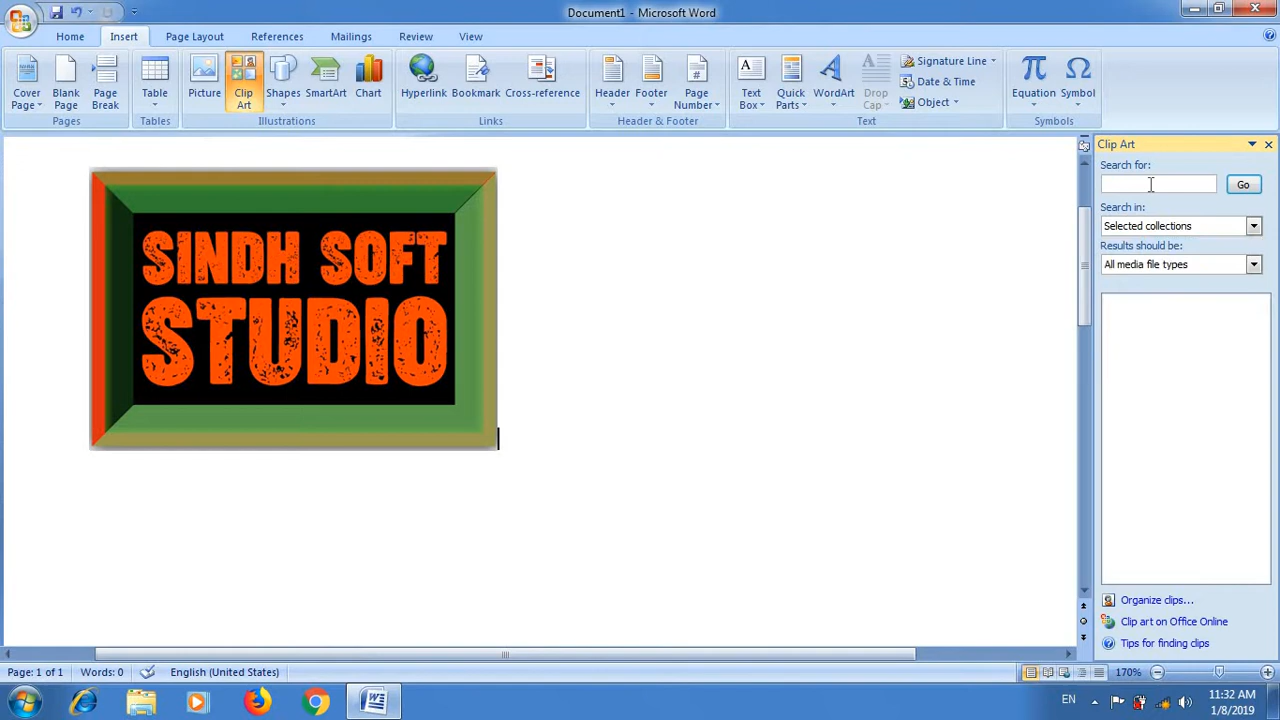 Document1 - Microsoft Word
Home Insert Page Layout References Mailings Review View
Cover Page
Blank Page
Page Break
Table
Picture
Clip Art
Shapes
SmartArt
Chart
Hyperlink
Bookmark
Cross-reference
Header
Footer
Page Number
Text Box
Quick Parts
WordArt
Drop Cap
Signature Line
Date & Time
Object
Equation
Symbol
Pages Tables Illustrations Links Header & Footer Text Symbols
SINDH SOFT
STUDIO
Clip Art
Search for:
Go
Search in:
Selected collections
Results should be:
All media file types
Organize clips...
Clip art on Office Online
Tips for finding clips
Page: 1 of 1 Words: 0 English (United States) 170%
EN
11:32 AM
1/8/2019